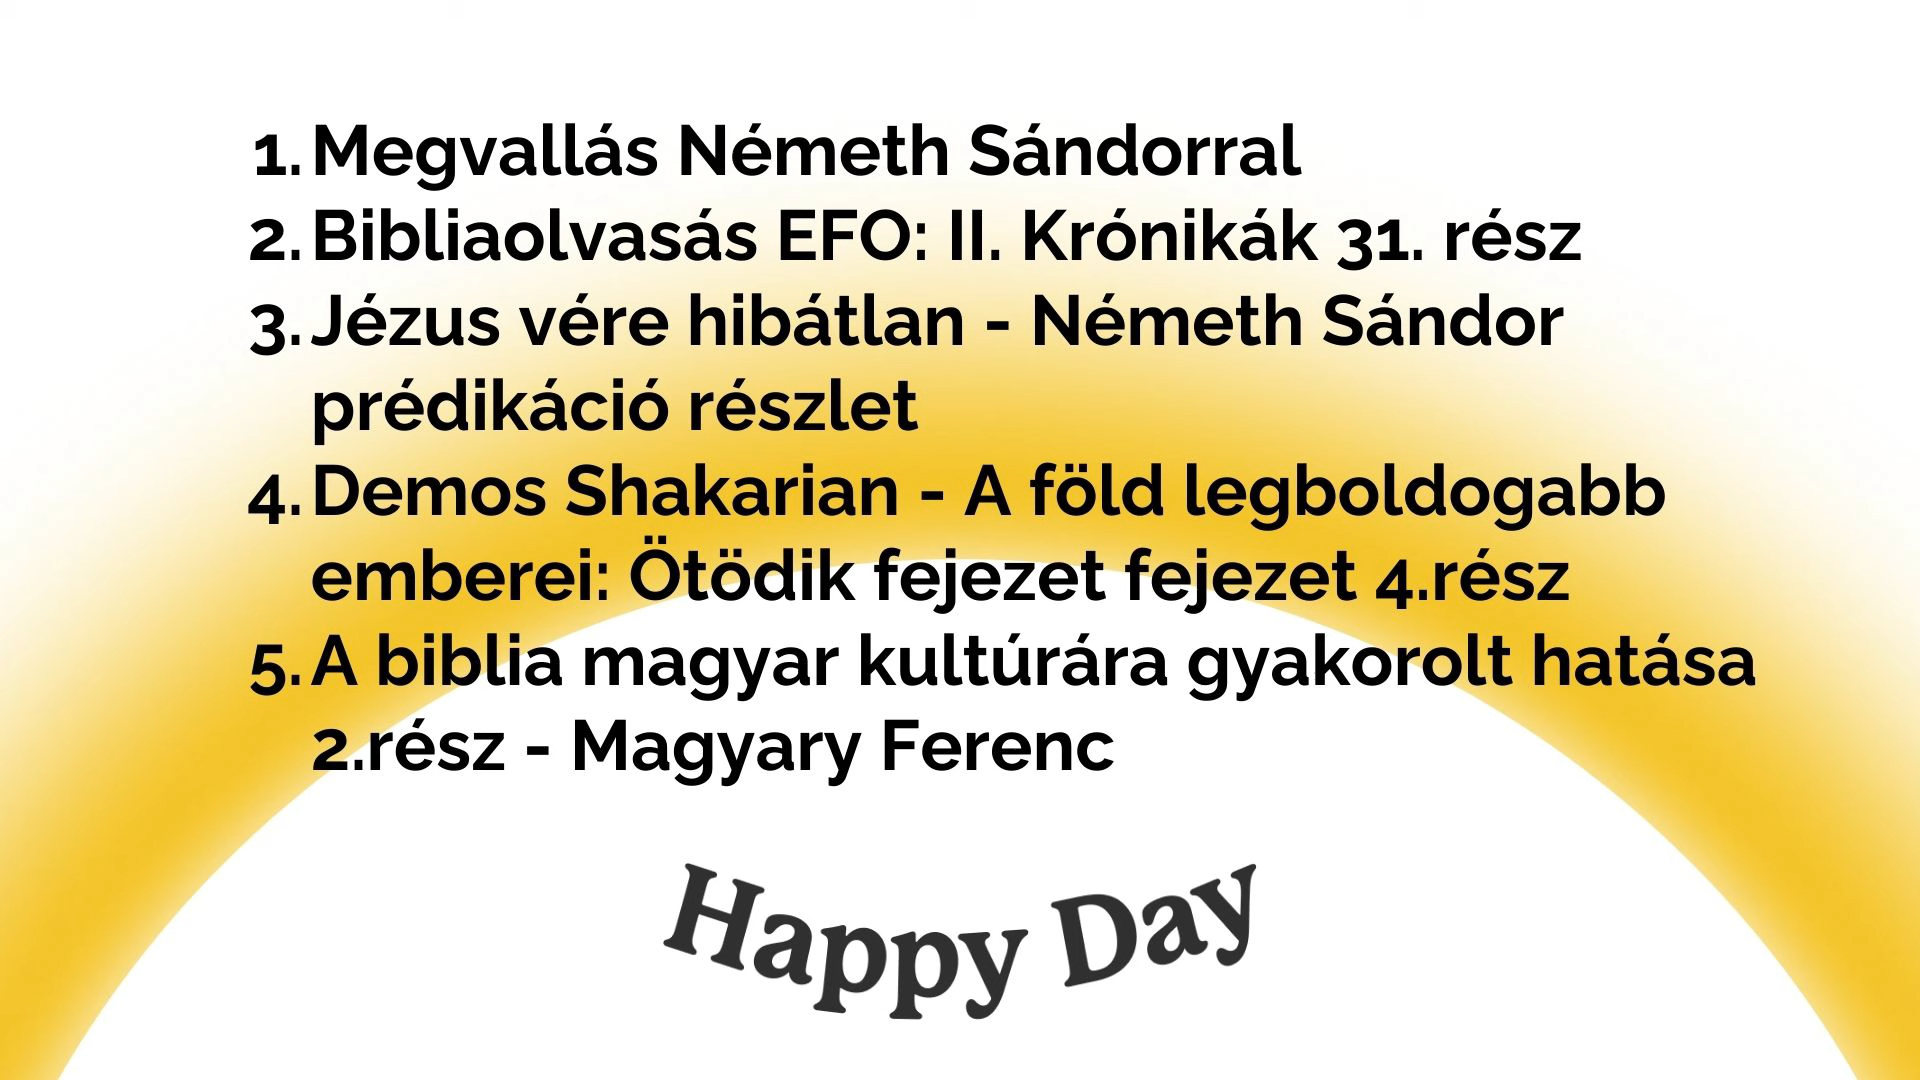 1. Megvallás Németh Sándorral
2. Bibliaolvasás EFO: II. Krónikák 31. rész
3. Jézus vére hibátlan - Németh Sándor
prédikáció részlet
4. Demos Shakarian - A föld legboldogabb
emberei: Ötödik fejezet fejezet 4.rész
5. A biblia magyar kultúrára gyakorolt hatása
2.rész - Magyary Ferenc
Happy Day